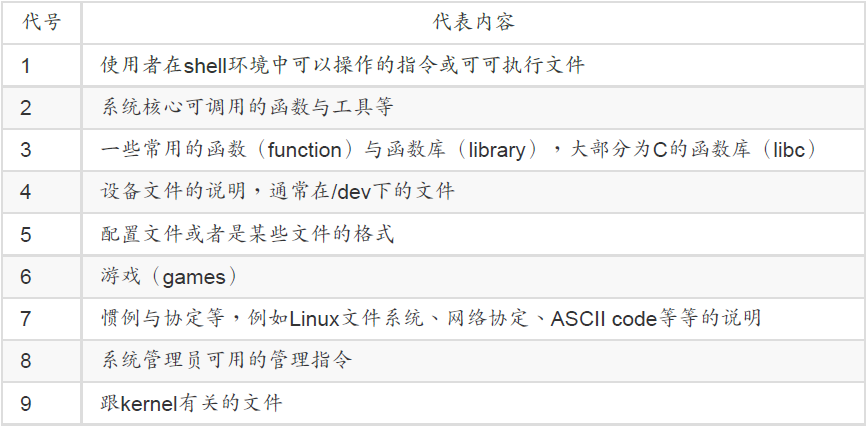 代号 代表内容
1 使用者在shell环境中可以操作的指令或可可执行文件
2 系统核心可调用的函数与工具等
3 一些常用的函数（function）与函数库（library），大部分为C的函数库（libc）
4 设备文件的说明，通常在/dev下的文件
5 配置文件或者是某些文件的格式
6 游戏（games）
7 惯例与协定等，例如Linux文件系统、网络协定、ASCII code等等的说明
8 系统管理员可用的管理指令
9 跟kernel有关的文件